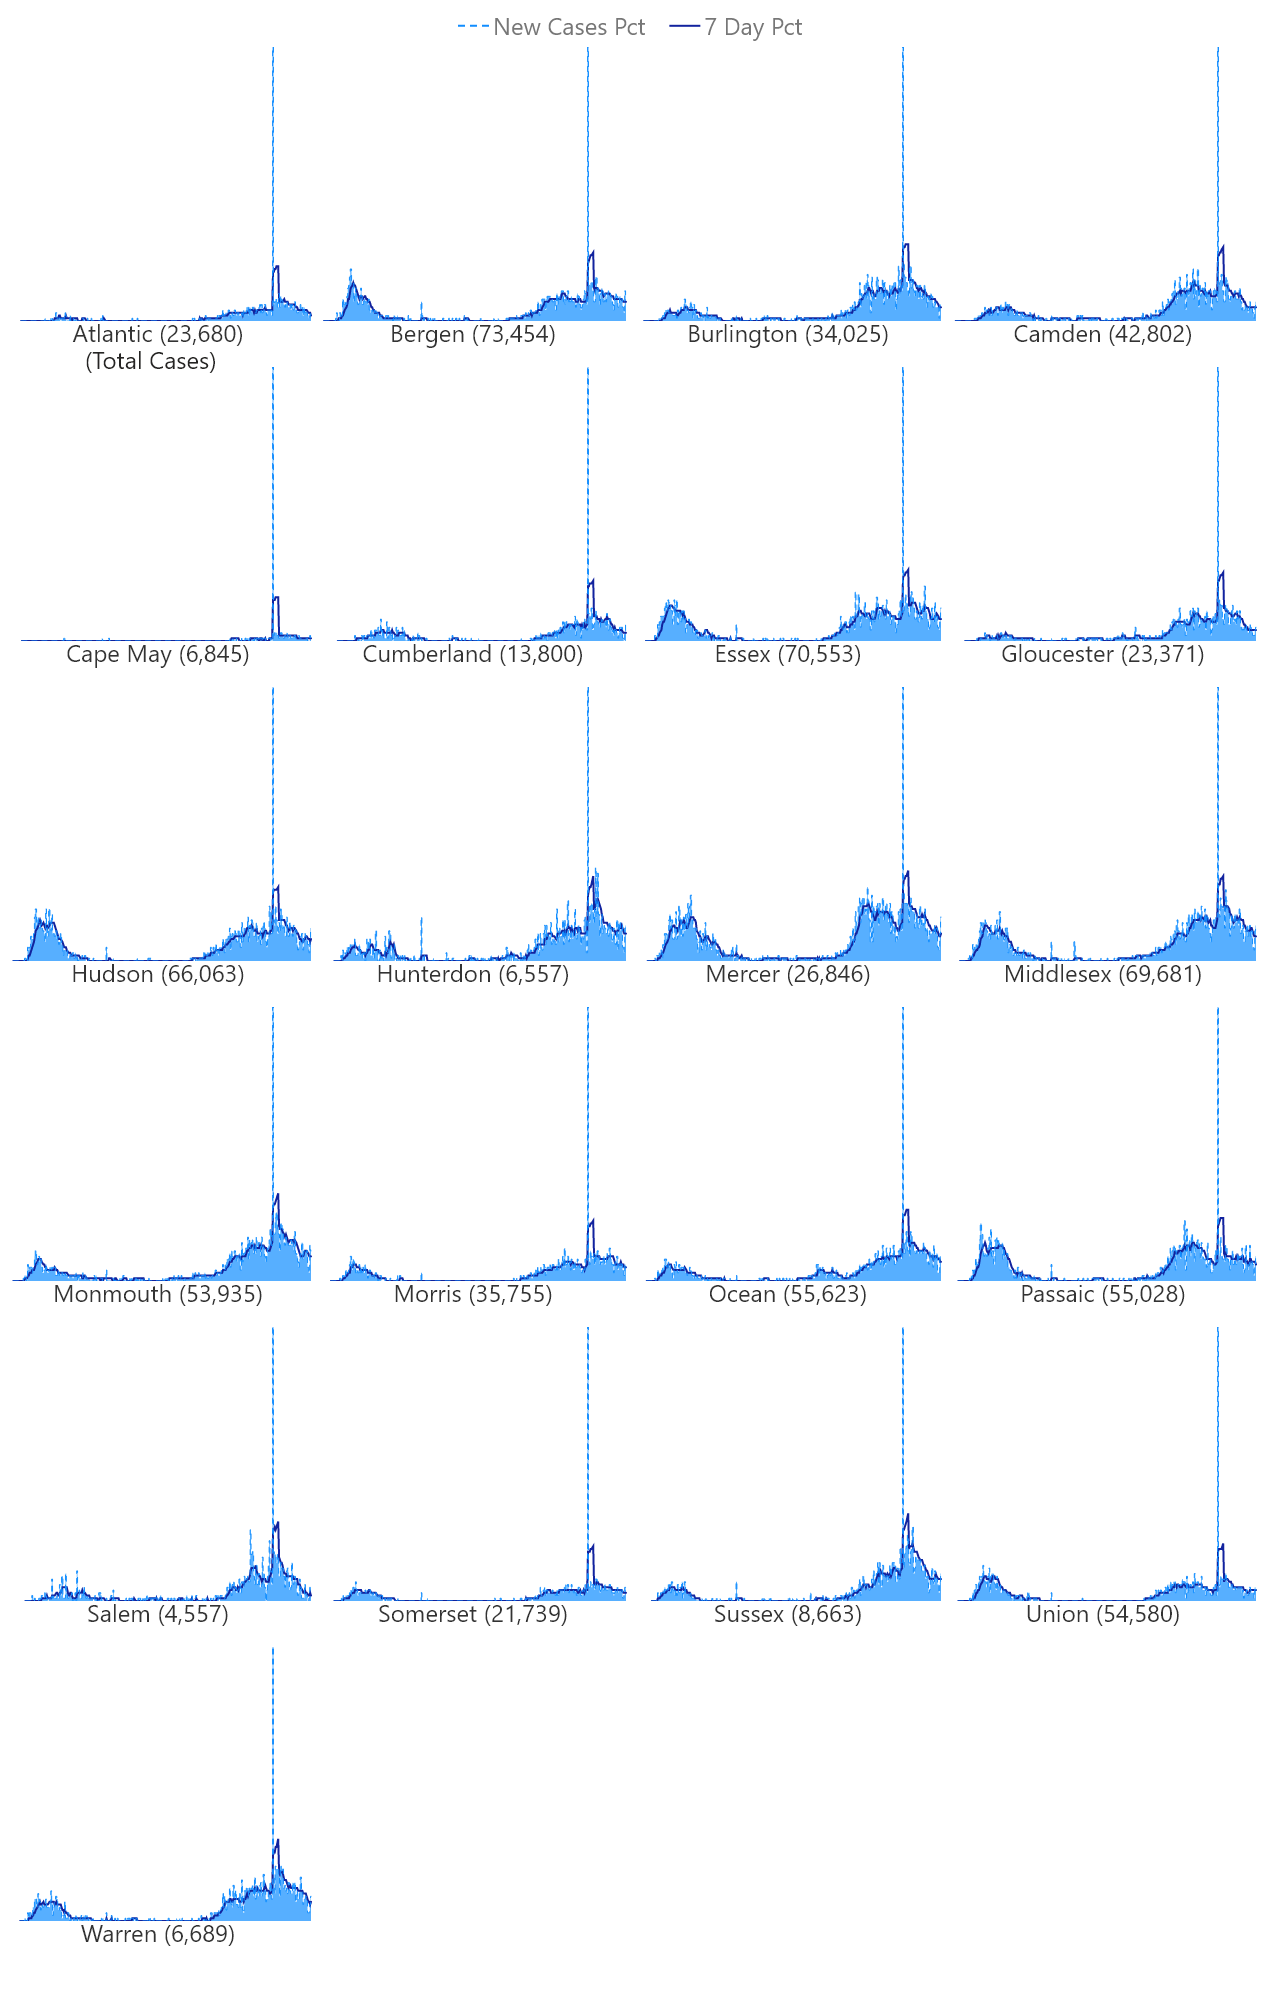 New Cases Pct 7 Day Pct
Atlantic (23,680) Bergen (73,454) Burlington (34,025) Camden (42,802)
(Total Cases)
Cape May (6,845) Cumberland (13,800) Essex (70,553) Gloucester (23,371)
Hudson (66,063) Hunterdon (6,557) Mercer (26,846) Middlesex (69,681)
Monmouth (53,935) Morris (35,755) Ocean (55,623) Passaic (55,028)
Salem (4,557) Somerset (21,739) Sussex (8,663) Union (54,580)
Warren (6,689)